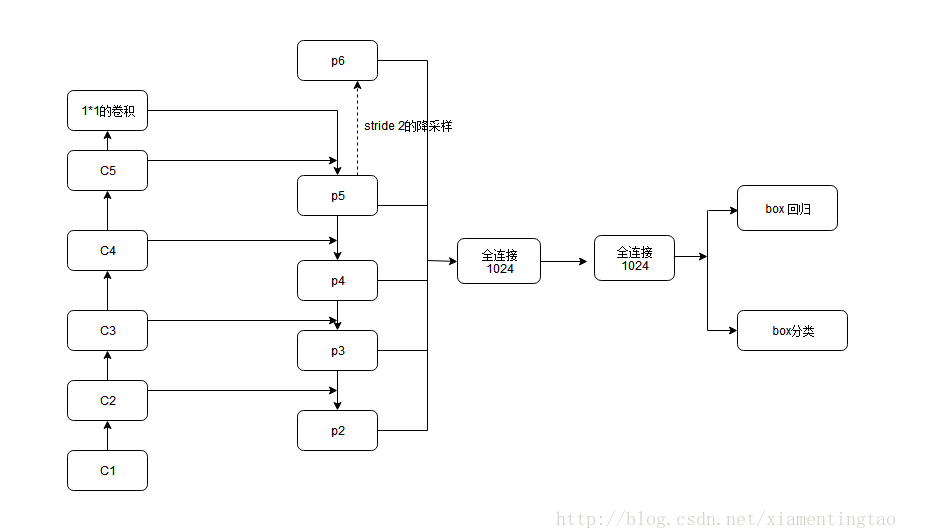 p6
1*1的卷积
stride 2的降采样
C5
p5
box 回归
C4
全连接
1024
全连接
1024
p4
C3
p3
box分类
C2
p2
C1
http://blog.csdn.net/xiamentingtao